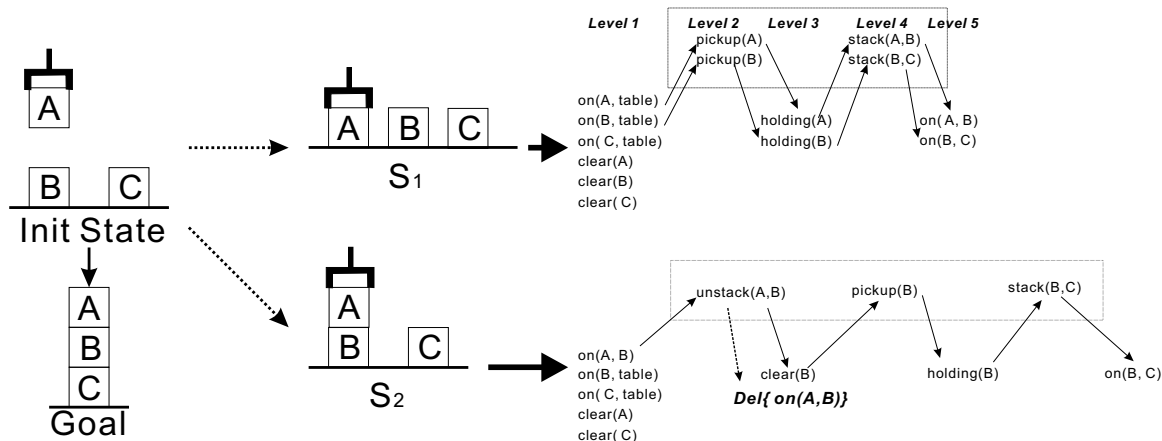 A
B C
Init State
A
B
C
Goal
A B C
S1
A
B C
S2
Level 1 Level 2 Level 3 Level 4 Level 5
pickup(A) stack(A,B)
pickup(B) stack(B,C)
on(A, table)
on(B, table) holding(A) on( A, B)
on( C, table) holding(B) on(B, C)
clear(A)
clear(B)
clear( C)
unstack(A,B) pickup(B) stack(B,C)
on(A, B)
on(B, table) clear(B) holding(B) on(B, C)
on( C, table) Del{ on(A,B)}
clear(A)
clear( C)